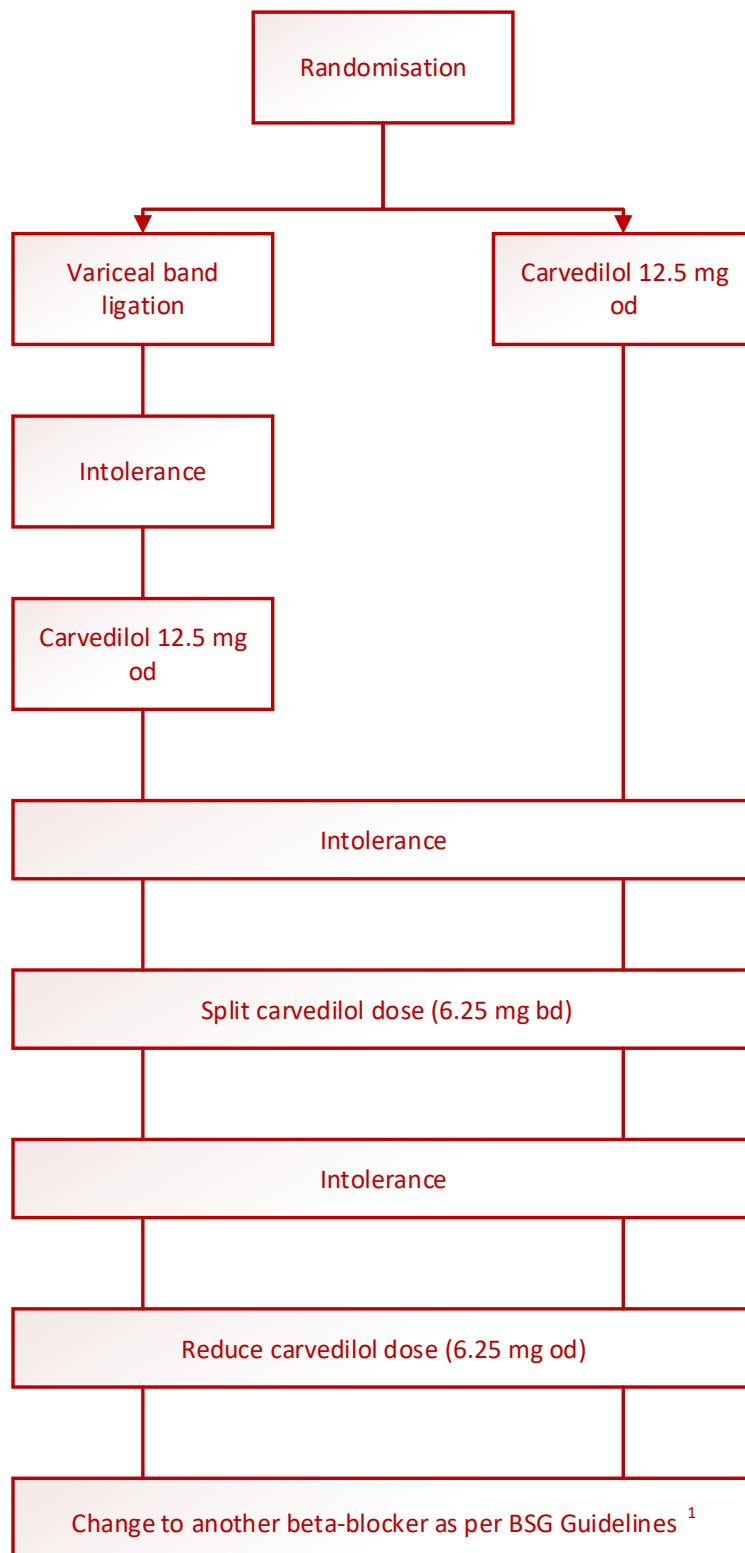 Randomisation
Variceal band
ligation
Carvedilol 12.5 mg
od
Intolerance
Carvedilol 12.5 mg
od
Intolerance
Split carvedilol dose (6.25 mg bd)
Intolerance
Reduce carvedilol dose (6.25 mg od)
Change to another beta-blocker as per BSG Guidelines 1